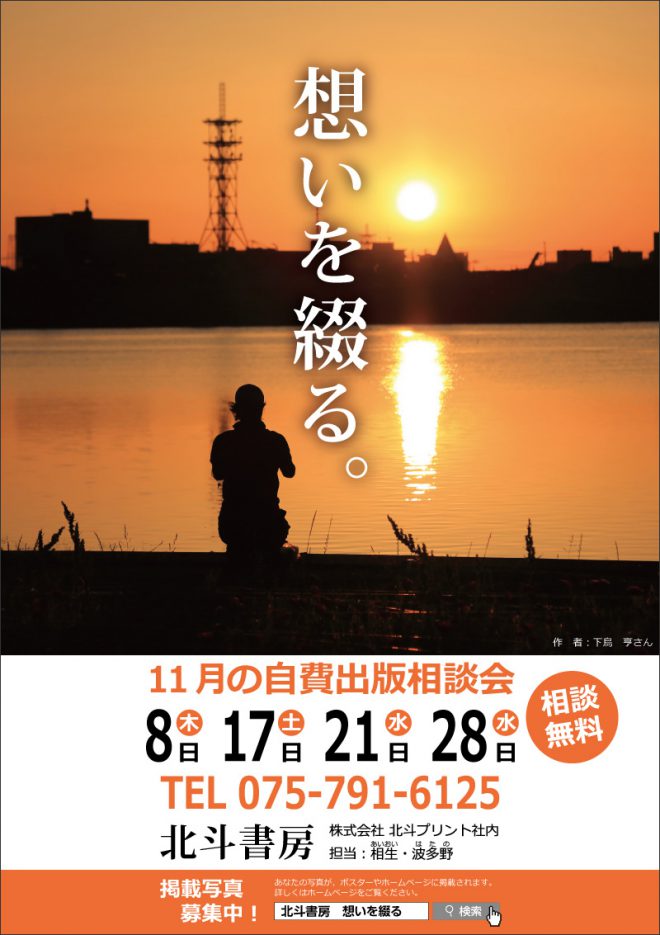 想いを綴る。
作　者：下鳥　亨さん
11月の自費出版相談会
8木日 17土日 21水日 28水日
相談
無料
TEL 075-791-6125
北斗書房
株式会社 北斗プリント社内
あいおい はたの
担当：相生・波多野
掲載写真
募集中！
あなたの写真が、ポスターやホームページに掲載されます。
詳しくはホームページをご覧ください。
北斗書房　想いを綴る
検索